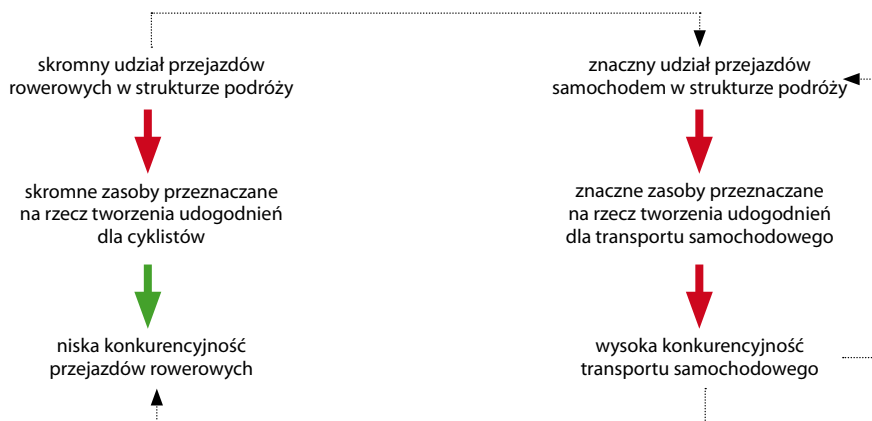 skromny udział przejazdów
rowerowych w strukturze podróży
skromne zasoby przeznaczane
na rzecz tworzenia udogodnień
dla cyklistów
niska konkurencyjność
przejazdów rowerowych
znaczny udział przejazdów
samochodem w strukturze podróży
znaczne zasoby przeznaczane
na rzecz tworzenia udogodnień
dla transportu samochodowego
wysoka konkurencyjność
transportu samochodowego